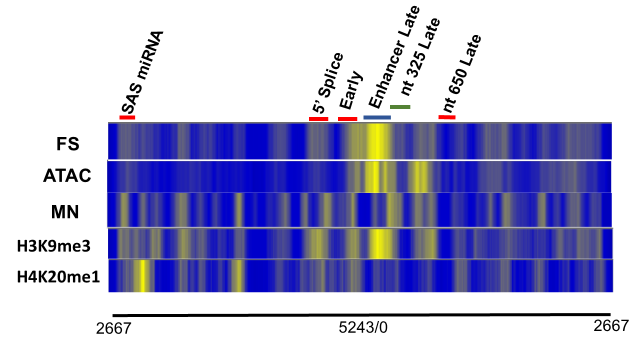 SAS miRNA
5' Splice
Early
Enhancer Late
nt 325 Late
nt 650 Late
FS
ATAC
MN
H3K9me3
H4K20me1
2667 5243/0 2667